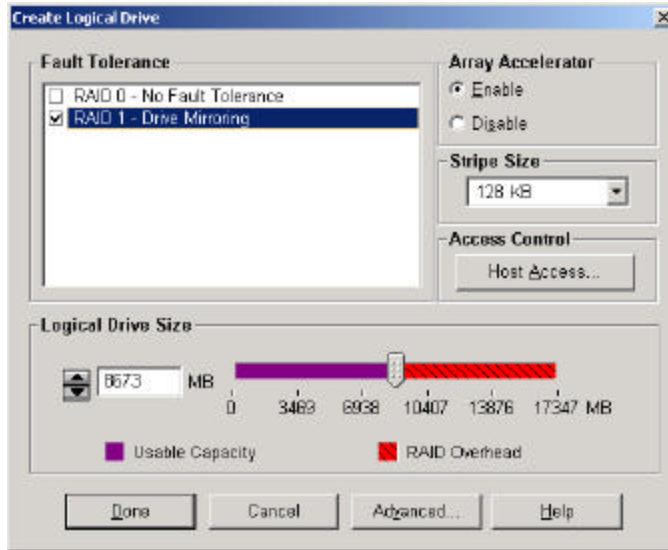 Create Logical Drive
Fault Tolerance
RAID 0 - No Fault Tolerance
RAID 1 - Drive Mirroring
Array Accelerator
Enable
Disable
Stripe Size
128 KB
Access Control
Host Access...
Logical Drive Size
8673 MB
0 3469 6938 10407 13876 17347 MB
Usable Capacity RAID Overhead
Done Cancel Advanced... Help